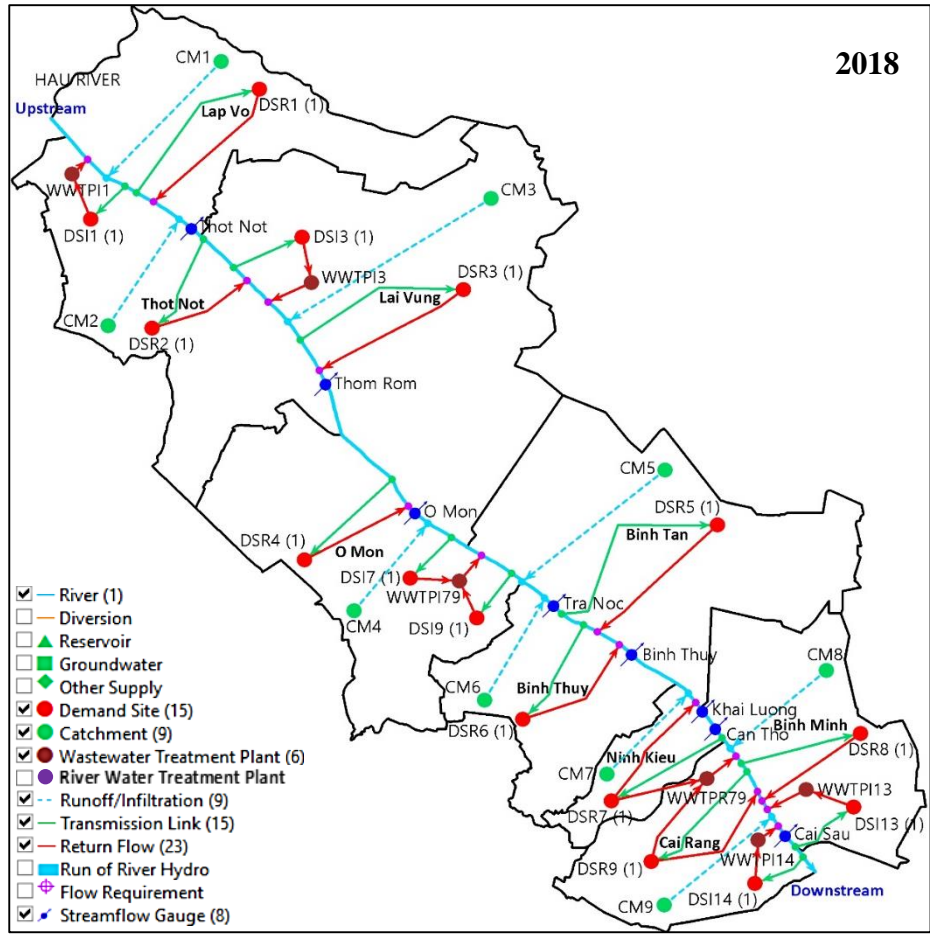 2018
CM1
HAU RIVER
Upstream
DSR1 (1)
Lap Vo
WWTPI1
CM3
DSI1 (1)
Thot Not
DSI3 (1)
WWTPI3
DSR3 (1)
Lai Vung
Thot Not
CM2
DSR2 (1)
Thom Rom
CM5
DSR5 (1)
O Mon
Binh Tan
DSR4 (1)
O Mon
DSI7 (1)
WWTPI79
Tra Noc
CM4
DSI9 (1)
Binh Thuy
CM8
CM6
Binh Thuy
DSR6 (1)
Khai Luong
Can Tho
Binh Minh
DSR8 (1)
Ninh Kieu
CM7
WWTPR79
WWTPI13
DSR7 (1)
DSI13 (1)
Cai Rang
Cai Sau
WWTPI14
DSR9 (1)
Downstream
DSI14 (1)
CM9
River (1)
Diversion
Reservoir
Groundwater
Other Supply
Demand Site (15)
Catchment (9)
Wastewater Treatment Plant (6)
River Water Treatment Plant
Runoff/Infiltration (9)
Transmission Link (15)
Return Flow (23)
Run of River Hydro
Flow Requirement
Streamflow Gauge (8)